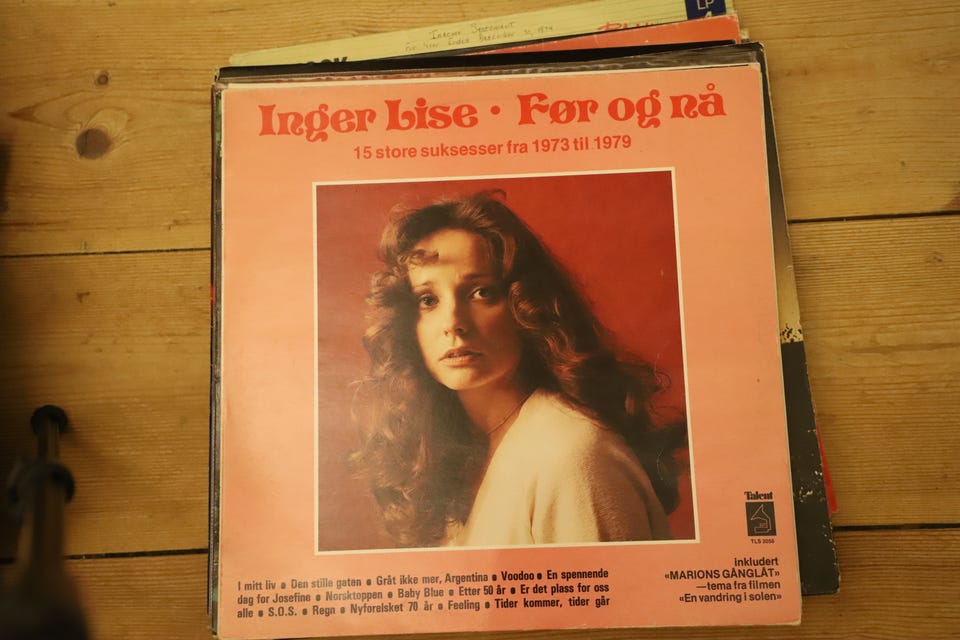 LP
Inger Lise • Før og nå
15 store suksesser fra 1973 til 1979
Talent
TLS 3056
I mitt liv • Den stille gaten • Gråt ikke mer, Argentina • Voodoo • En spennende
dag for Josefine • Norsktoppen • Baby Blue • Etter 50 år • Er det plass for oss
alle • S.O.S. • Regn • Nyforelsket 70 år • Feeling • Tider kommer, tider går
inkludert
«MARIONS GÅNGLÅT»
—tema fra filmen
«En vandring i solen»